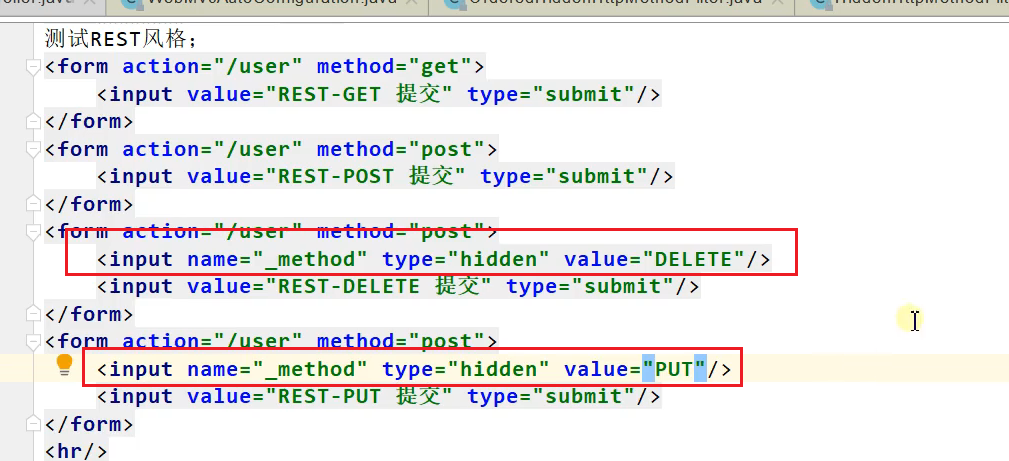 WebMvcAutoConfiguration.java
OrderedHiddenHttpMethodFilter.java
测试REST风格；
<form action="/user" method="get">
<input value="REST-GET 提交" type="submit"/>
</form>
<form action="/user" method="post">
<input value="REST-POST 提交" type="submit"/>
</form>
<form action="/user" method="post">
<input name="_method" type="hidden" value="DELETE"/>
<input value="REST-DELETE 提交" type="submit"/>
</form>
<form action="/user" method="post">
<input name="_method" type="hidden" value="PUT"/>
<input value="REST-PUT 提交" type="submit"/>
</form>
<hr/>